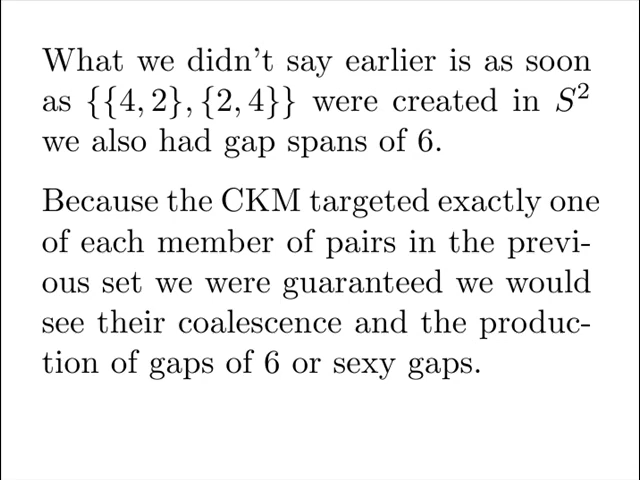 What we didn't say earlier is as soon
as {{4, 2}, {2, 4}} were created in S²
we also had gap spans of 6.
Because the CKM targeted exactly one
of each member of pairs in the previ-
ous set we were guaranteed we would
see their coalescence and the produc-
tion of gaps of 6 or sexy gaps.